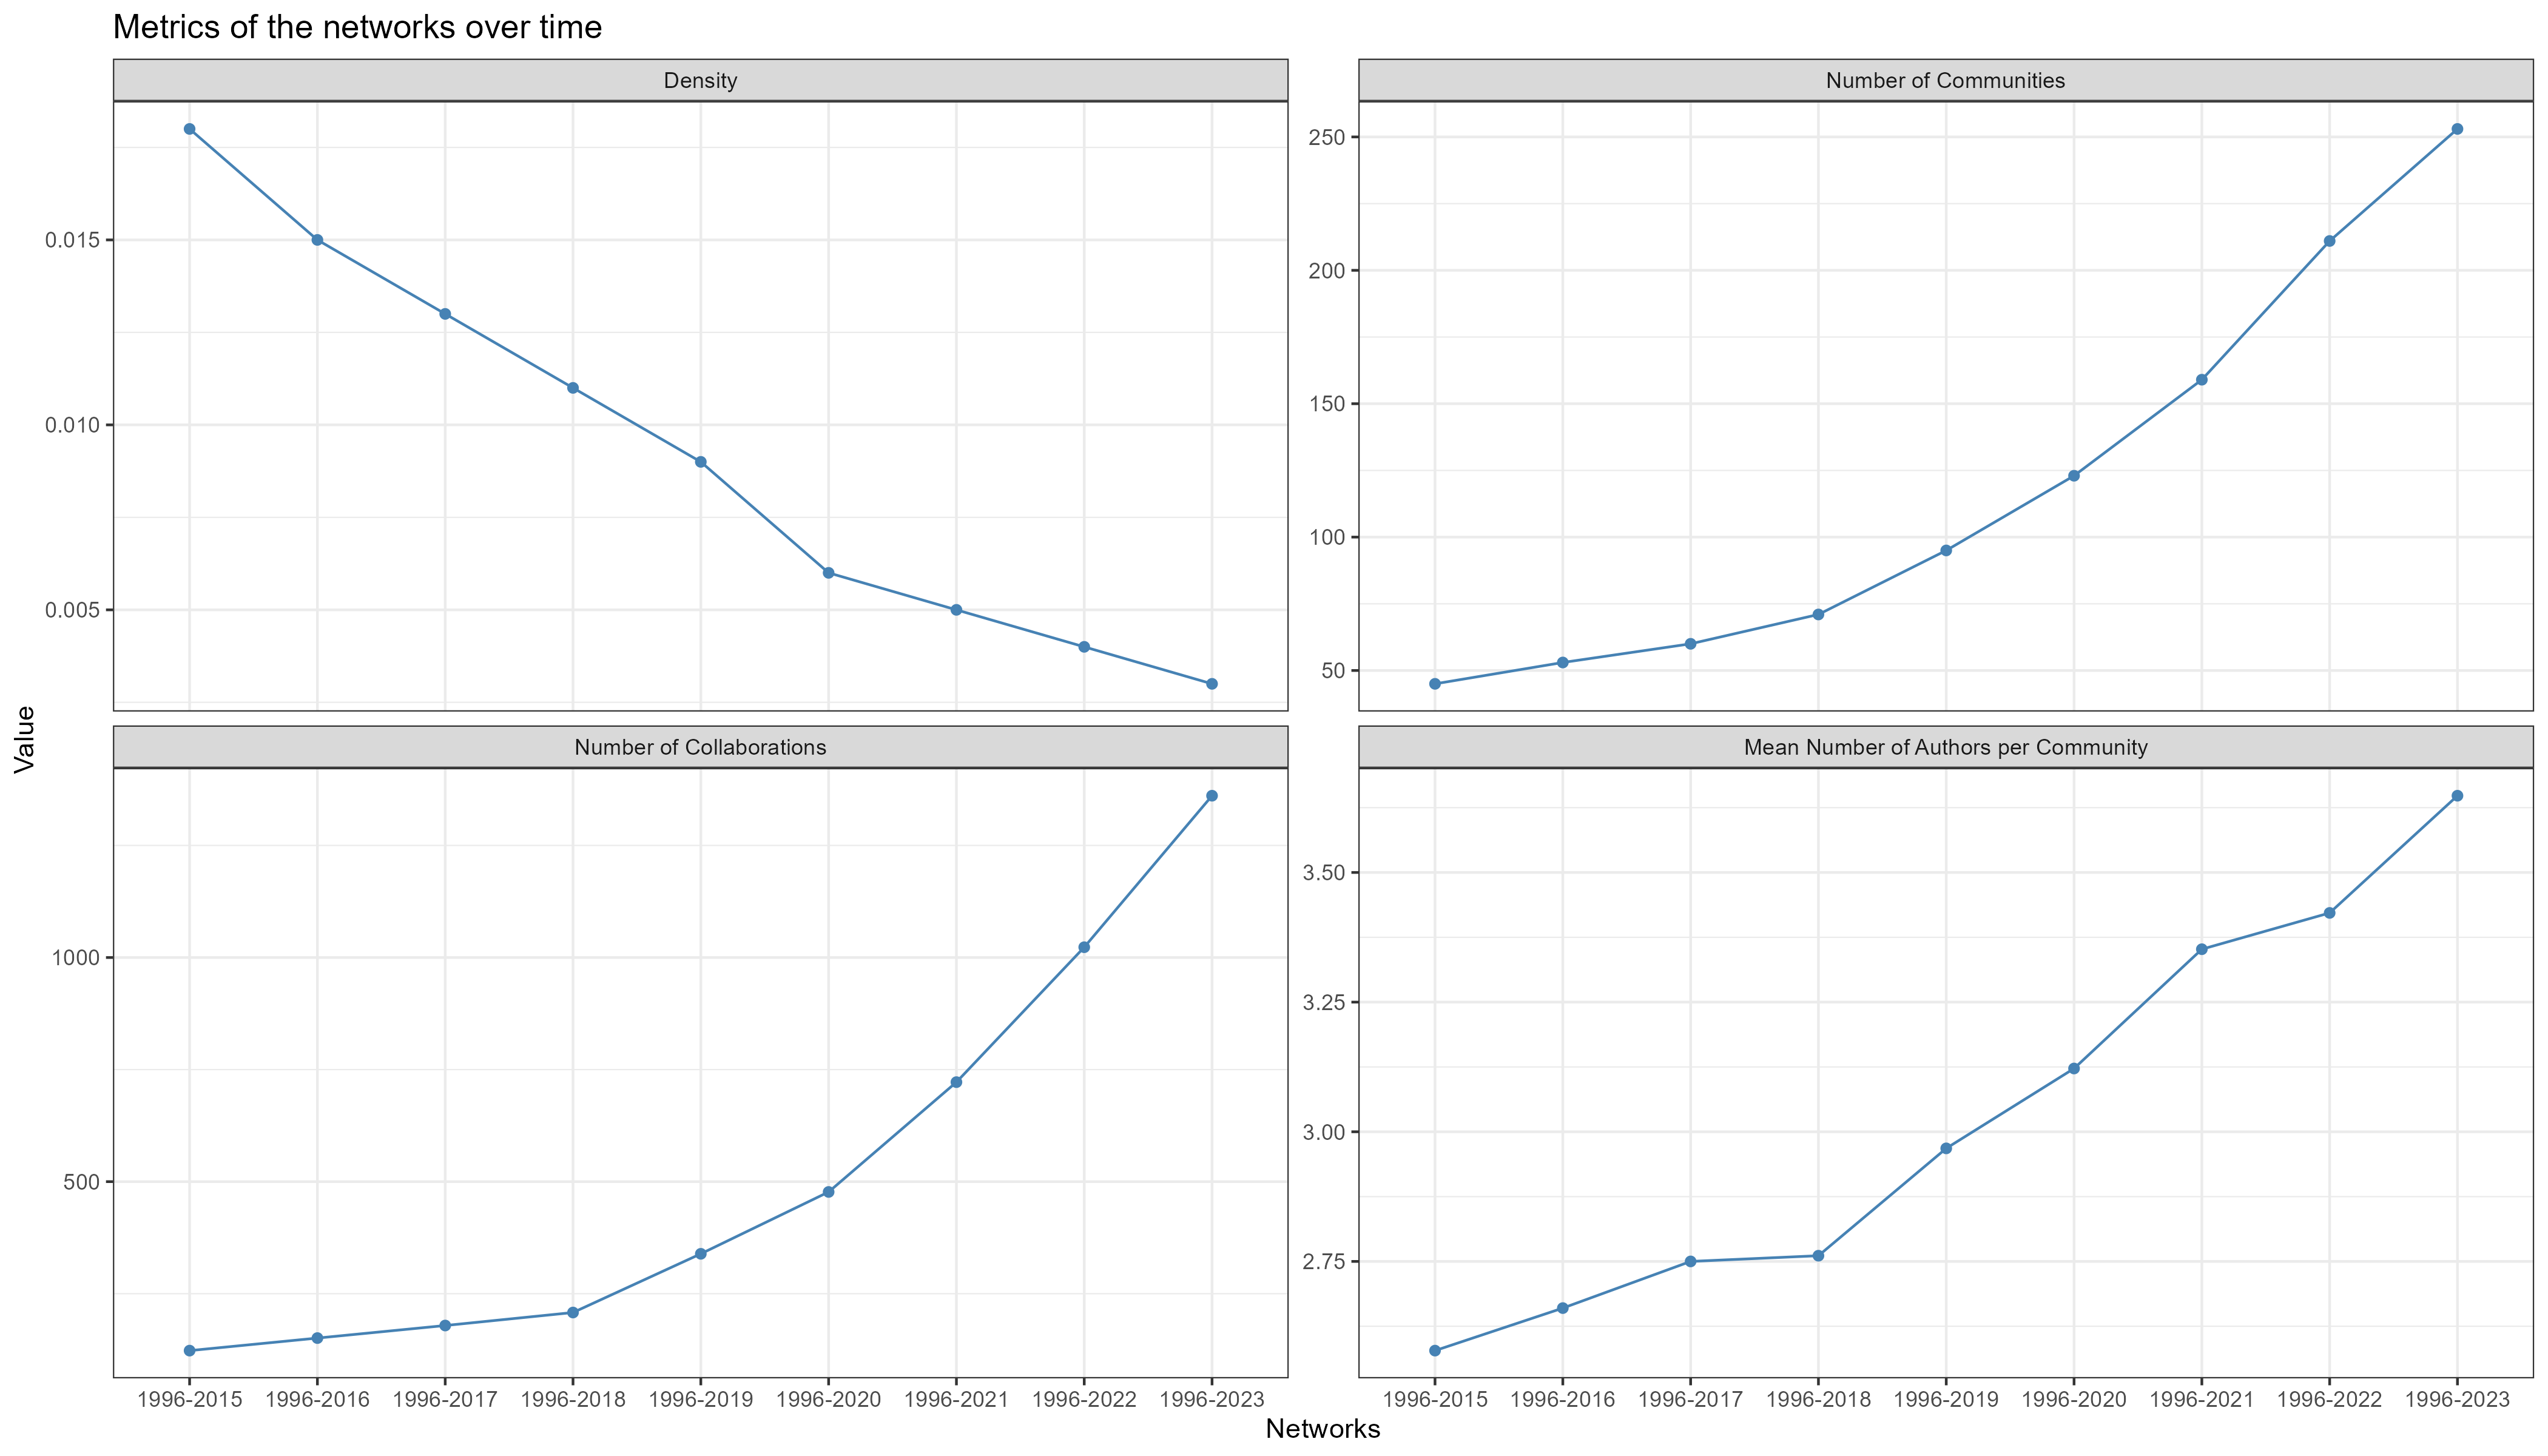 Metrics of the networks over time
Density
Number of Communities
0.015
0.010
0.005
250
200
150
100
50
Value
Number of Collaborations
Mean Number of Authors per Community
1000
500
3.50
3.25
3.00
2.75
1996-2015 1996-2016 1996-2017 1996-2018 1996-2019 1996-2020 1996-2021 1996-2022 1996-2023
1996-2015 1996-2016 1996-2017 1996-2018 1996-2019 1996-2020 1996-2021 1996-2022 1996-2023
Networks